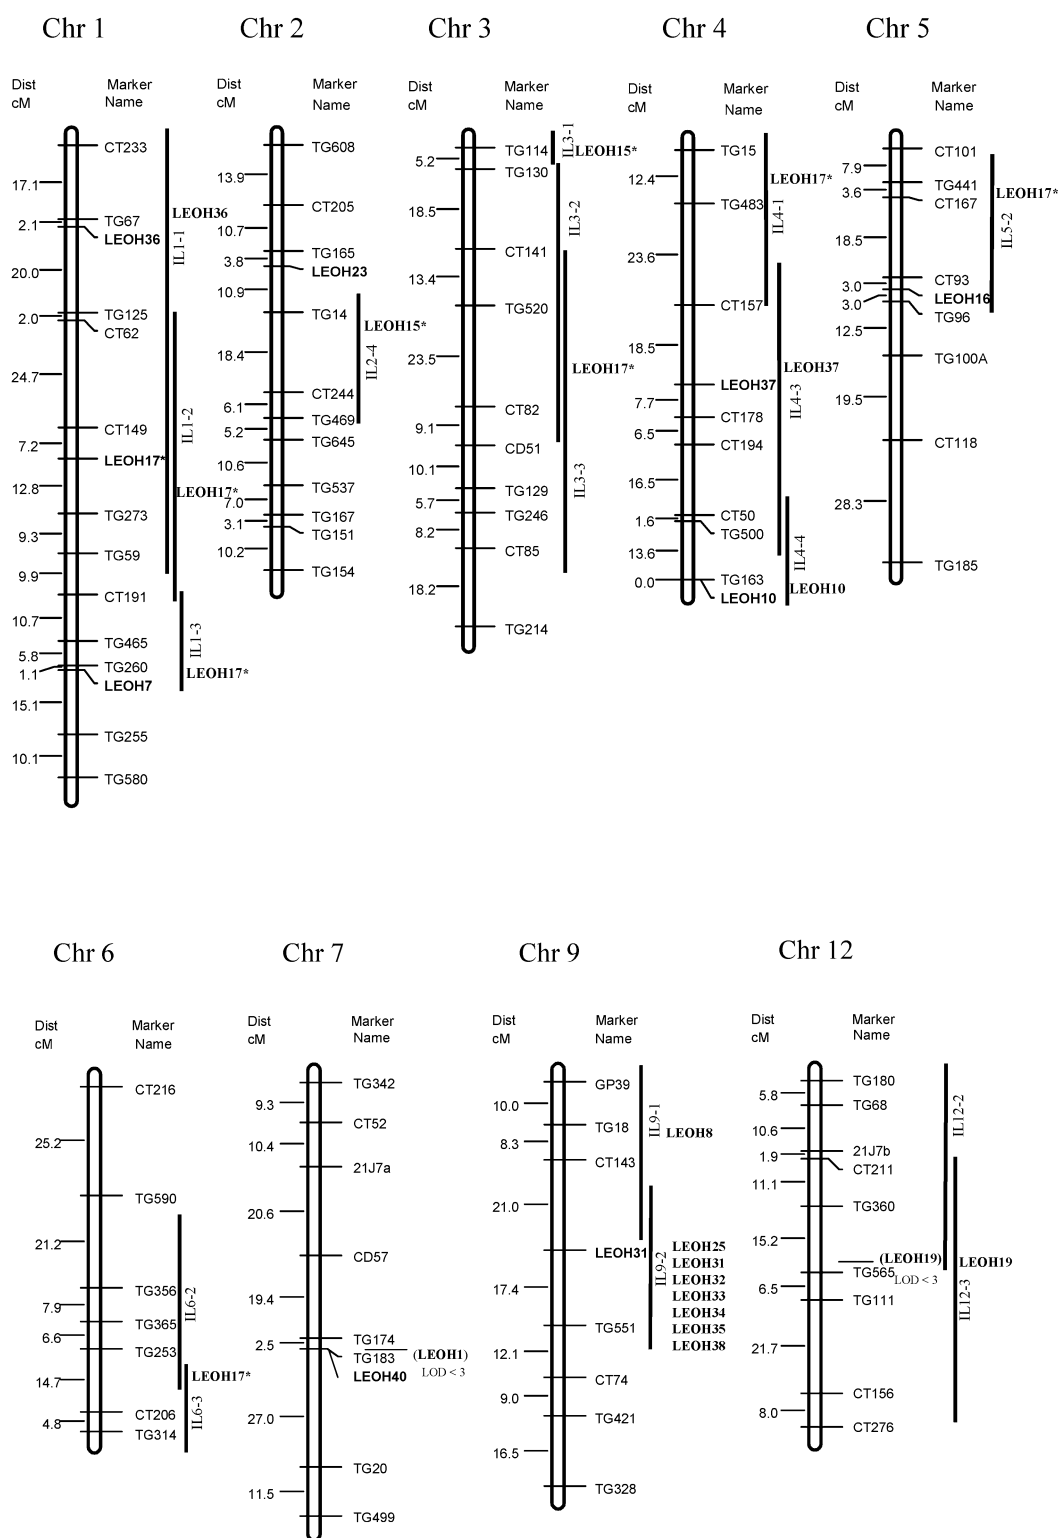 Chr 1
Dist cM
Marker Name
CT233
17.1
TG67
2.1
LEOH36
20.0
TG125
2.0
CT62
24.7
CT149
7.2
LEOH17*
12.8
TG273
9.3
TG59
9.9
CT191
10.7
TG465
5.8
TG260
1.1
LEOH7
15.1
TG255
10.1
TG580
LEOH36
IL1-1
IL1-2
LEOH17*
IL1-3
LEOH17*
Chr 2
Dist cM
Marker Name
TG608
13.9
CT205
10.7
TG165
3.8
LEOH23
10.9
TG14
18.4
CT244
6.1
TG469
5.2
TG645
10.6
TG537
7.0
TG167
3.1
TG151
10.2
TG154
LEOH15*
IL2-4
Chr 3
Dist cM
Marker Name
TG114
5.2
TG130
18.5
CT141
13.4
TG520
23.5
CT82
9.1
CD51
10.1
TG129
5.7
TG246
8.2
CT85
18.2
TG214
IL3-1
LEOH15*
IL3-2
LEOH17*
IL3-3
Chr 4
Dist cM
Marker Name
TG15
12.4
TG483
23.6
CT157
18.5
LEOH37
7.7
CT178
6.5
CT194
16.5
CT50
1.6
TG500
13.6
TG163
0.0
LEOH10
LEOH17*
IL4-1
LEOH37
IL4-3
IL4-4
LEOH10
Chr 5
Dist cM
Marker Name
CT101
7.9
TG441
3.6
CT167
18.5
CT93
3.0
LEOH16
3.0
TG96
12.5
TG100A
19.5
CT118
28.3
TG185
LEOH17*
IL5-2
Chr 6
Dist cM
Marker Name
CT216
25.2
TG590
21.2
TG356
7.9
TG365
6.6
TG253
14.7
CT206
4.8
TG314
IL6-2
LEOH17*
IL6-3
Chr 7
Dist cM
Marker Name
TG342
9.3
CT52
10.4
21J7a
20.6
CD57
19.4
TG174
2.5
TG183
(LEOH1)
LOD < 3
LEOH40
27.0
TG20
11.5
TG499
Chr 9
Dist cM
Marker Name
GP39
10.0
TG18
8.3
CT143
21.0
LEOH31
17.4
TG551
12.1
CT74
9.0
TG421
16.5
TG328
IL9-1
LEOH8
IL9-2
LEOH25
LEOH31
LEOH32
LEOH33
LEOH34
LEOH35
LEOH38
Chr 12
Dist cM
Marker Name
TG180
5.8
TG68
10.6
21J7b
1.9
CT211
11.1
TG360
15.2
(LEOH19)
TG565
LOD < 3
6.5
TG111
21.7
CT156
8.0
CT276
IL12-2
LEOH19
IL12-3